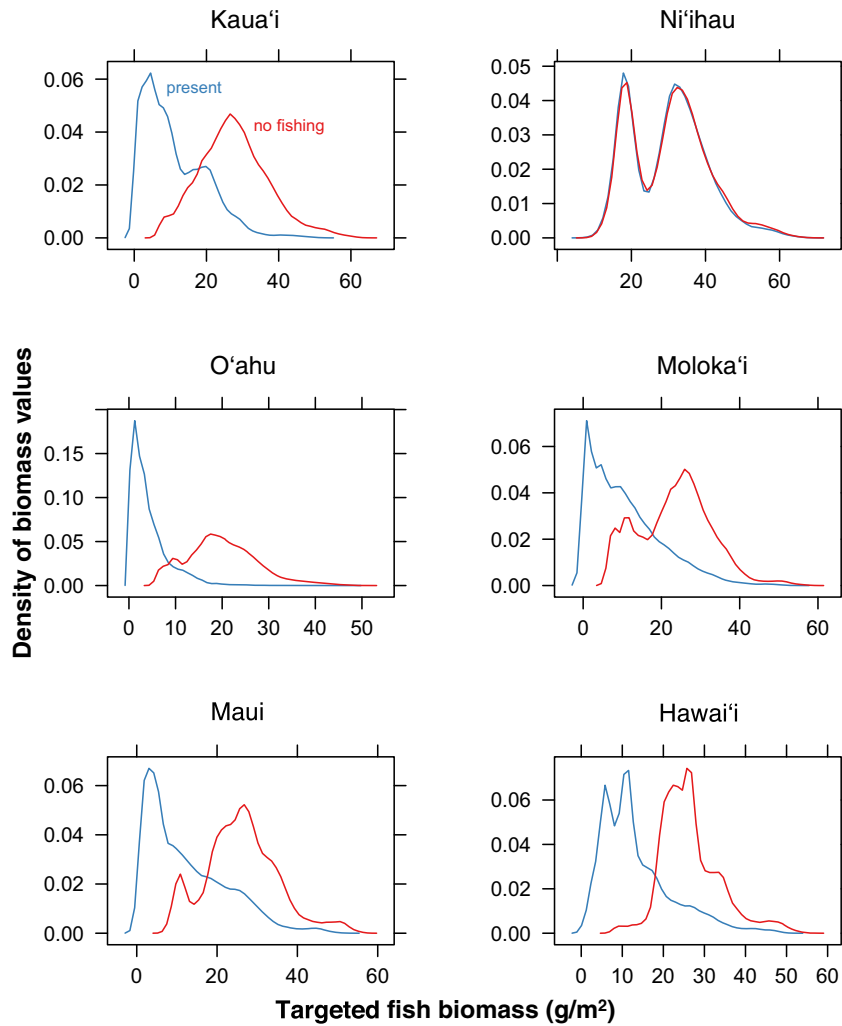 Kauaʻi
0.06
0.04
0.02
0.00
present
no fishing
0 20 40 60
Niʻihau
0.05
0.04
0.03
0.02
0.01
0.00
20 40 60
Oʻahu
0.15
0.10
0.05
0.00
0 10 20 30 40 50
Molokaʻi
0.06
0.04
0.02
0.00
0 20 40 60
Maui
0.06
0.04
0.02
0.00
0 20 40 60
Hawaiʻi
0.06
0.04
0.02
0.00
0 10 20 30 40 50 60
Density of biomass values
Targeted fish biomass (g/m²)